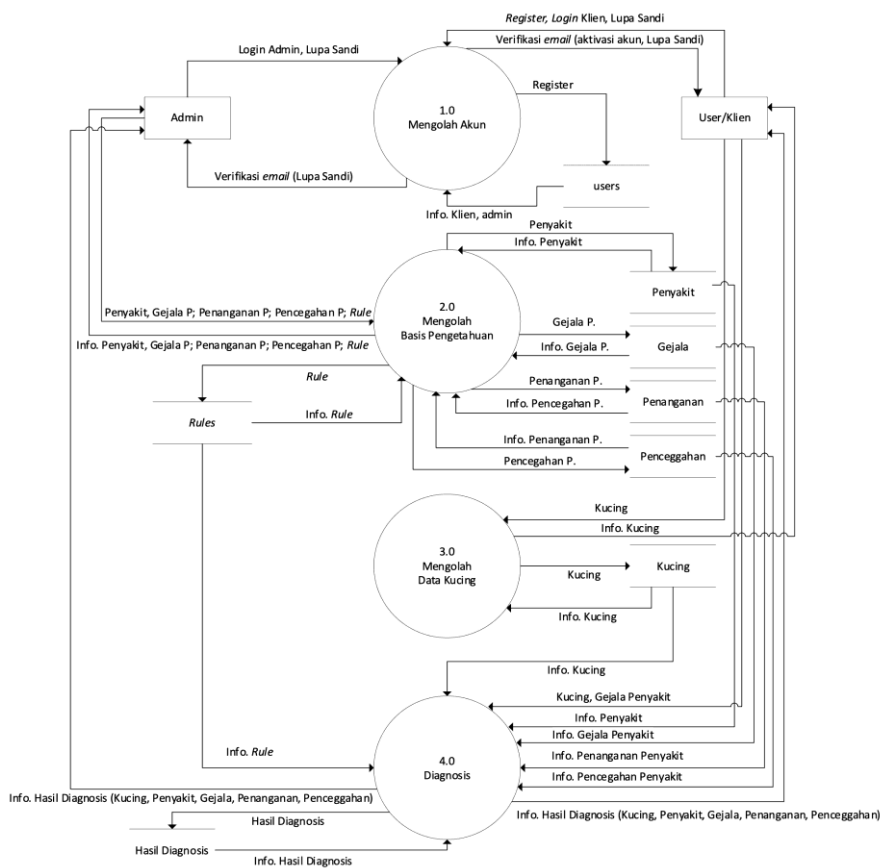 Register, Login Klien, Lupa Sandi
Verifikasi email (aktivasi akun, Lupa Sandi)
Login Admin, Lupa Sandi
Register
1.0
Mengolah Akun
Admin
User/Klien
Verifikasi email (Lupa Sandi)
users
Info. Klien, admin
Penyakit
Info. Penyakit
Penyakit
2.0
Mengolah
Basis Pengetahuan
Penyakit, Gejala P; Penanganan P; Pencegahan P; Rule
Info. Penyakit, Gejala P; Penanganan P; Pencegahan P; Rule
Gejala P.
Info. Gejala P.
Gejala
Rule
Penanganan P.
Info. Pencegahan P.
Penanganan
Rules
Info. Rule
Info. Penanganan P.
Pencegahan P.
Penceggahan
Kucing
Info. Kucing
3.0
Mengolah
Data Kucing
Kucing
Kucing
Info. Kucing
Info. Kucing
Kucing, Gejala Penyakit
Info. Penyakit
Info. Gejala Penyakit
Info. Rule
4.0
Diagnosis
Info. Penanganan Penyakit
Info. Pencegahan Penyakit
Info. Hasil Diagnosis (Kucing, Penyakit, Gejala, Penanganan, Penceggahan)
Info. Hasil Diagnosis (Kucing, Penyakit, Gejala, Penanganan, Penceggahan)
Hasil Diagnosis
Hasil Diagnosis
Info. Hasil Diagnosis